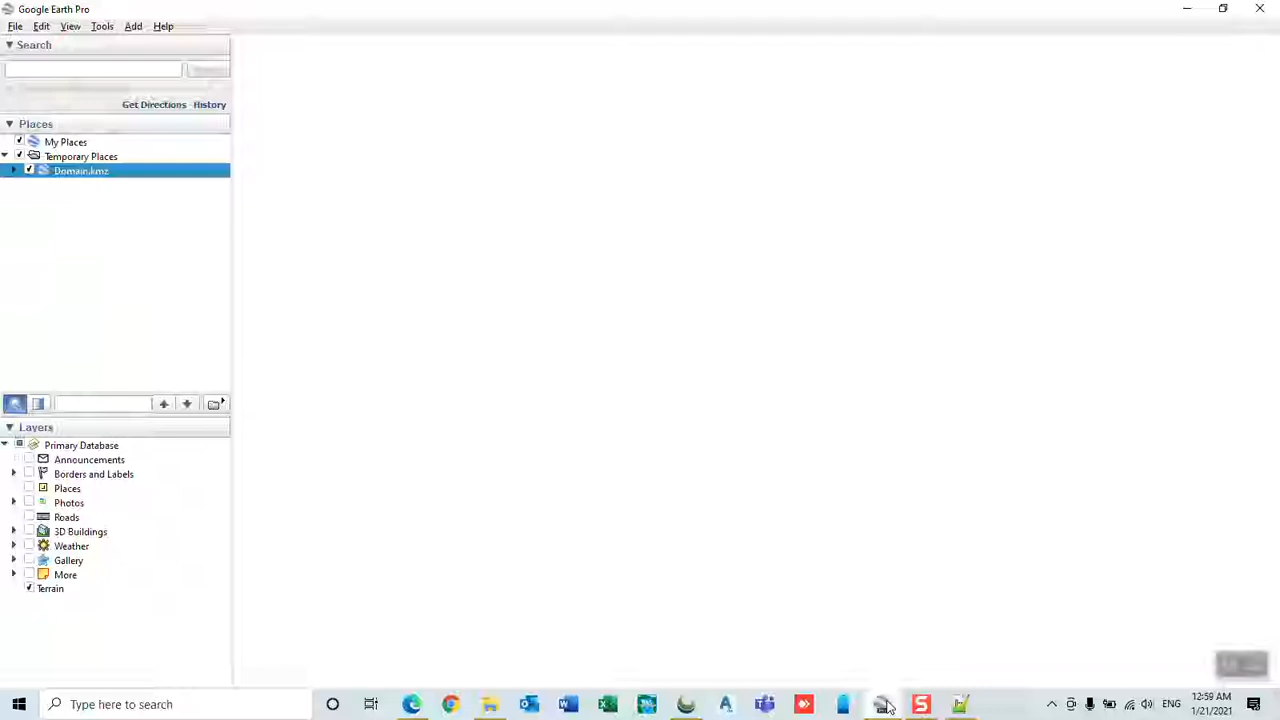 Google Earth Pro
File Edit View Tools Add Help
Search
Get Directions History
Places
My Places
Temporary Places
Domain.kmz
Layers
Primary Database
Announcements
Borders and Labels
Places
Photos
Roads
3D Buildings
Weather
Gallery
More
Terrain
Type here to search
ENG
12:59 AM
1/21/2021